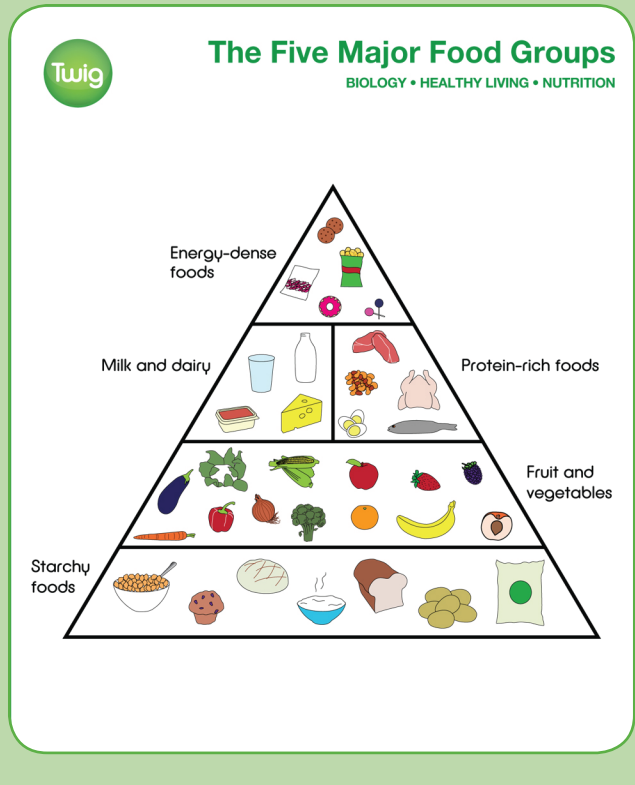 Twig
The Five Major Food Groups
BIOLOGY • HEALTHY LIVING • NUTRITION
Energy-dense
foods
Milk and dairy
Protein-rich foods
Fruit and
vegetables
Starchy
foods